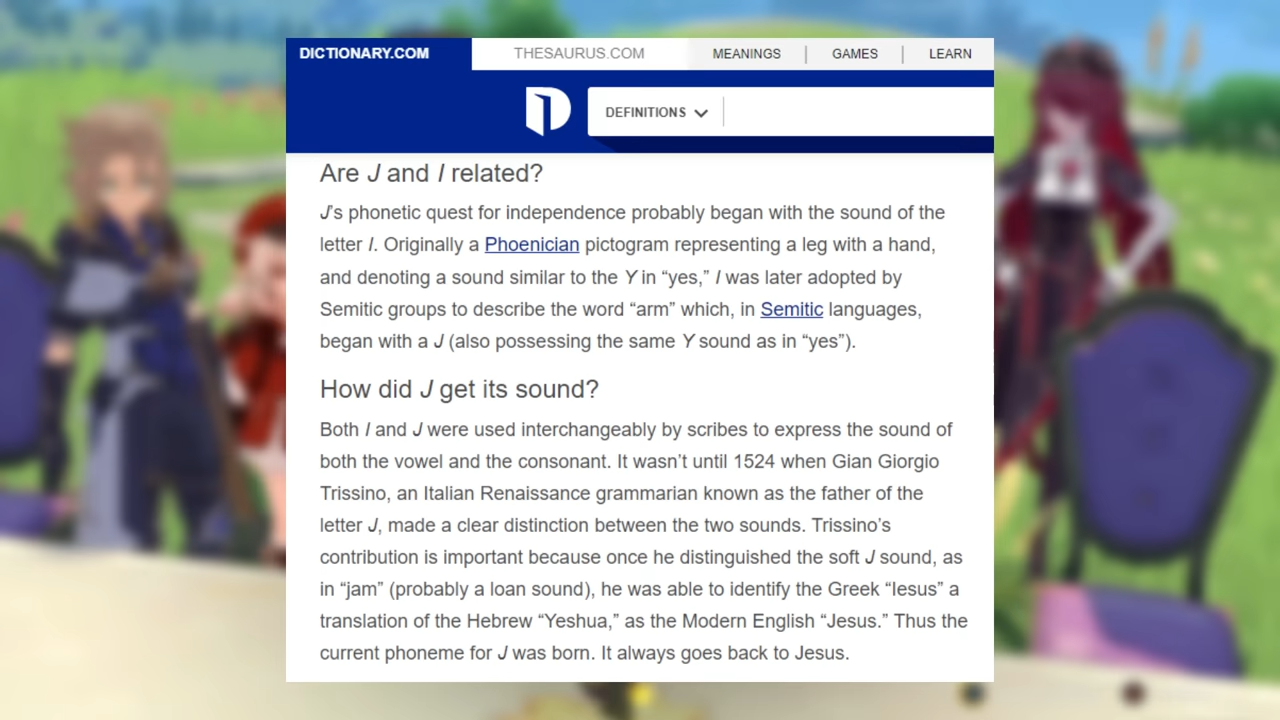 DICTIONARY.COM THESAURUS.COM MEANINGS | GAMES | LEARN
DEFINITIONS
Are J and I related?
J's phonetic quest for independence probably began with the sound of the
letter I. Originally a Phoenician pictogram representing a leg with a hand,
and denoting a sound similar to the Y in “yes,” I was later adopted by
Semitic groups to describe the word “arm” which, in Semitic languages,
began with a J (also possessing the same Y sound as in “yes”).
How did J get its sound?
Both I and J were used interchangeably by scribes to express the sound of
both the vowel and the consonant. It wasn’t until 1524 when Gian Giorgio
Trissino, an Italian Renaissance grammarian known as the father of the
letter J, made a clear distinction between the two sounds. Trissino’s
contribution is important because once he distinguished the soft J sound, as
in “jam” (probably a loan sound), he was able to identify the Greek “Iesus” a
translation of the Hebrew “Yeshua,” as the Modern English “Jesus.” Thus the
current phoneme for J was born. It always goes back to Jesus.